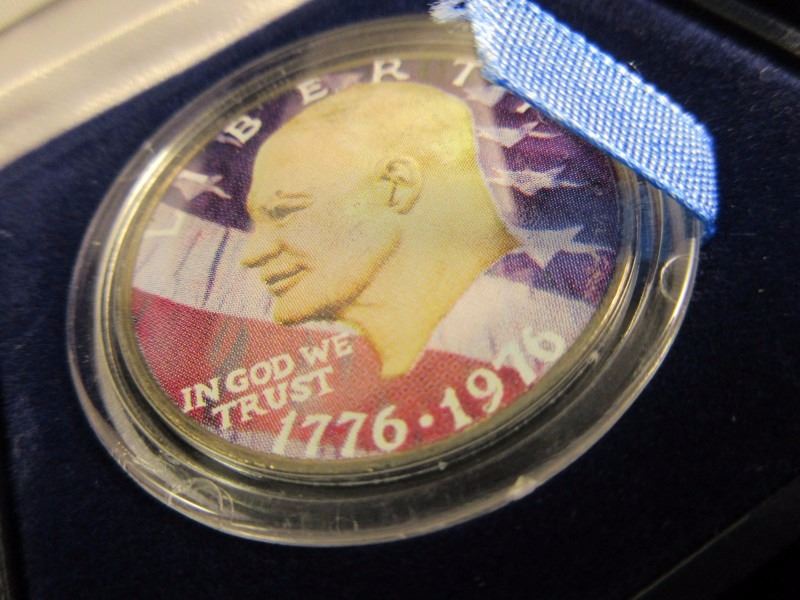 LIBERT
IN GOD WE
TRUST
1776·1976